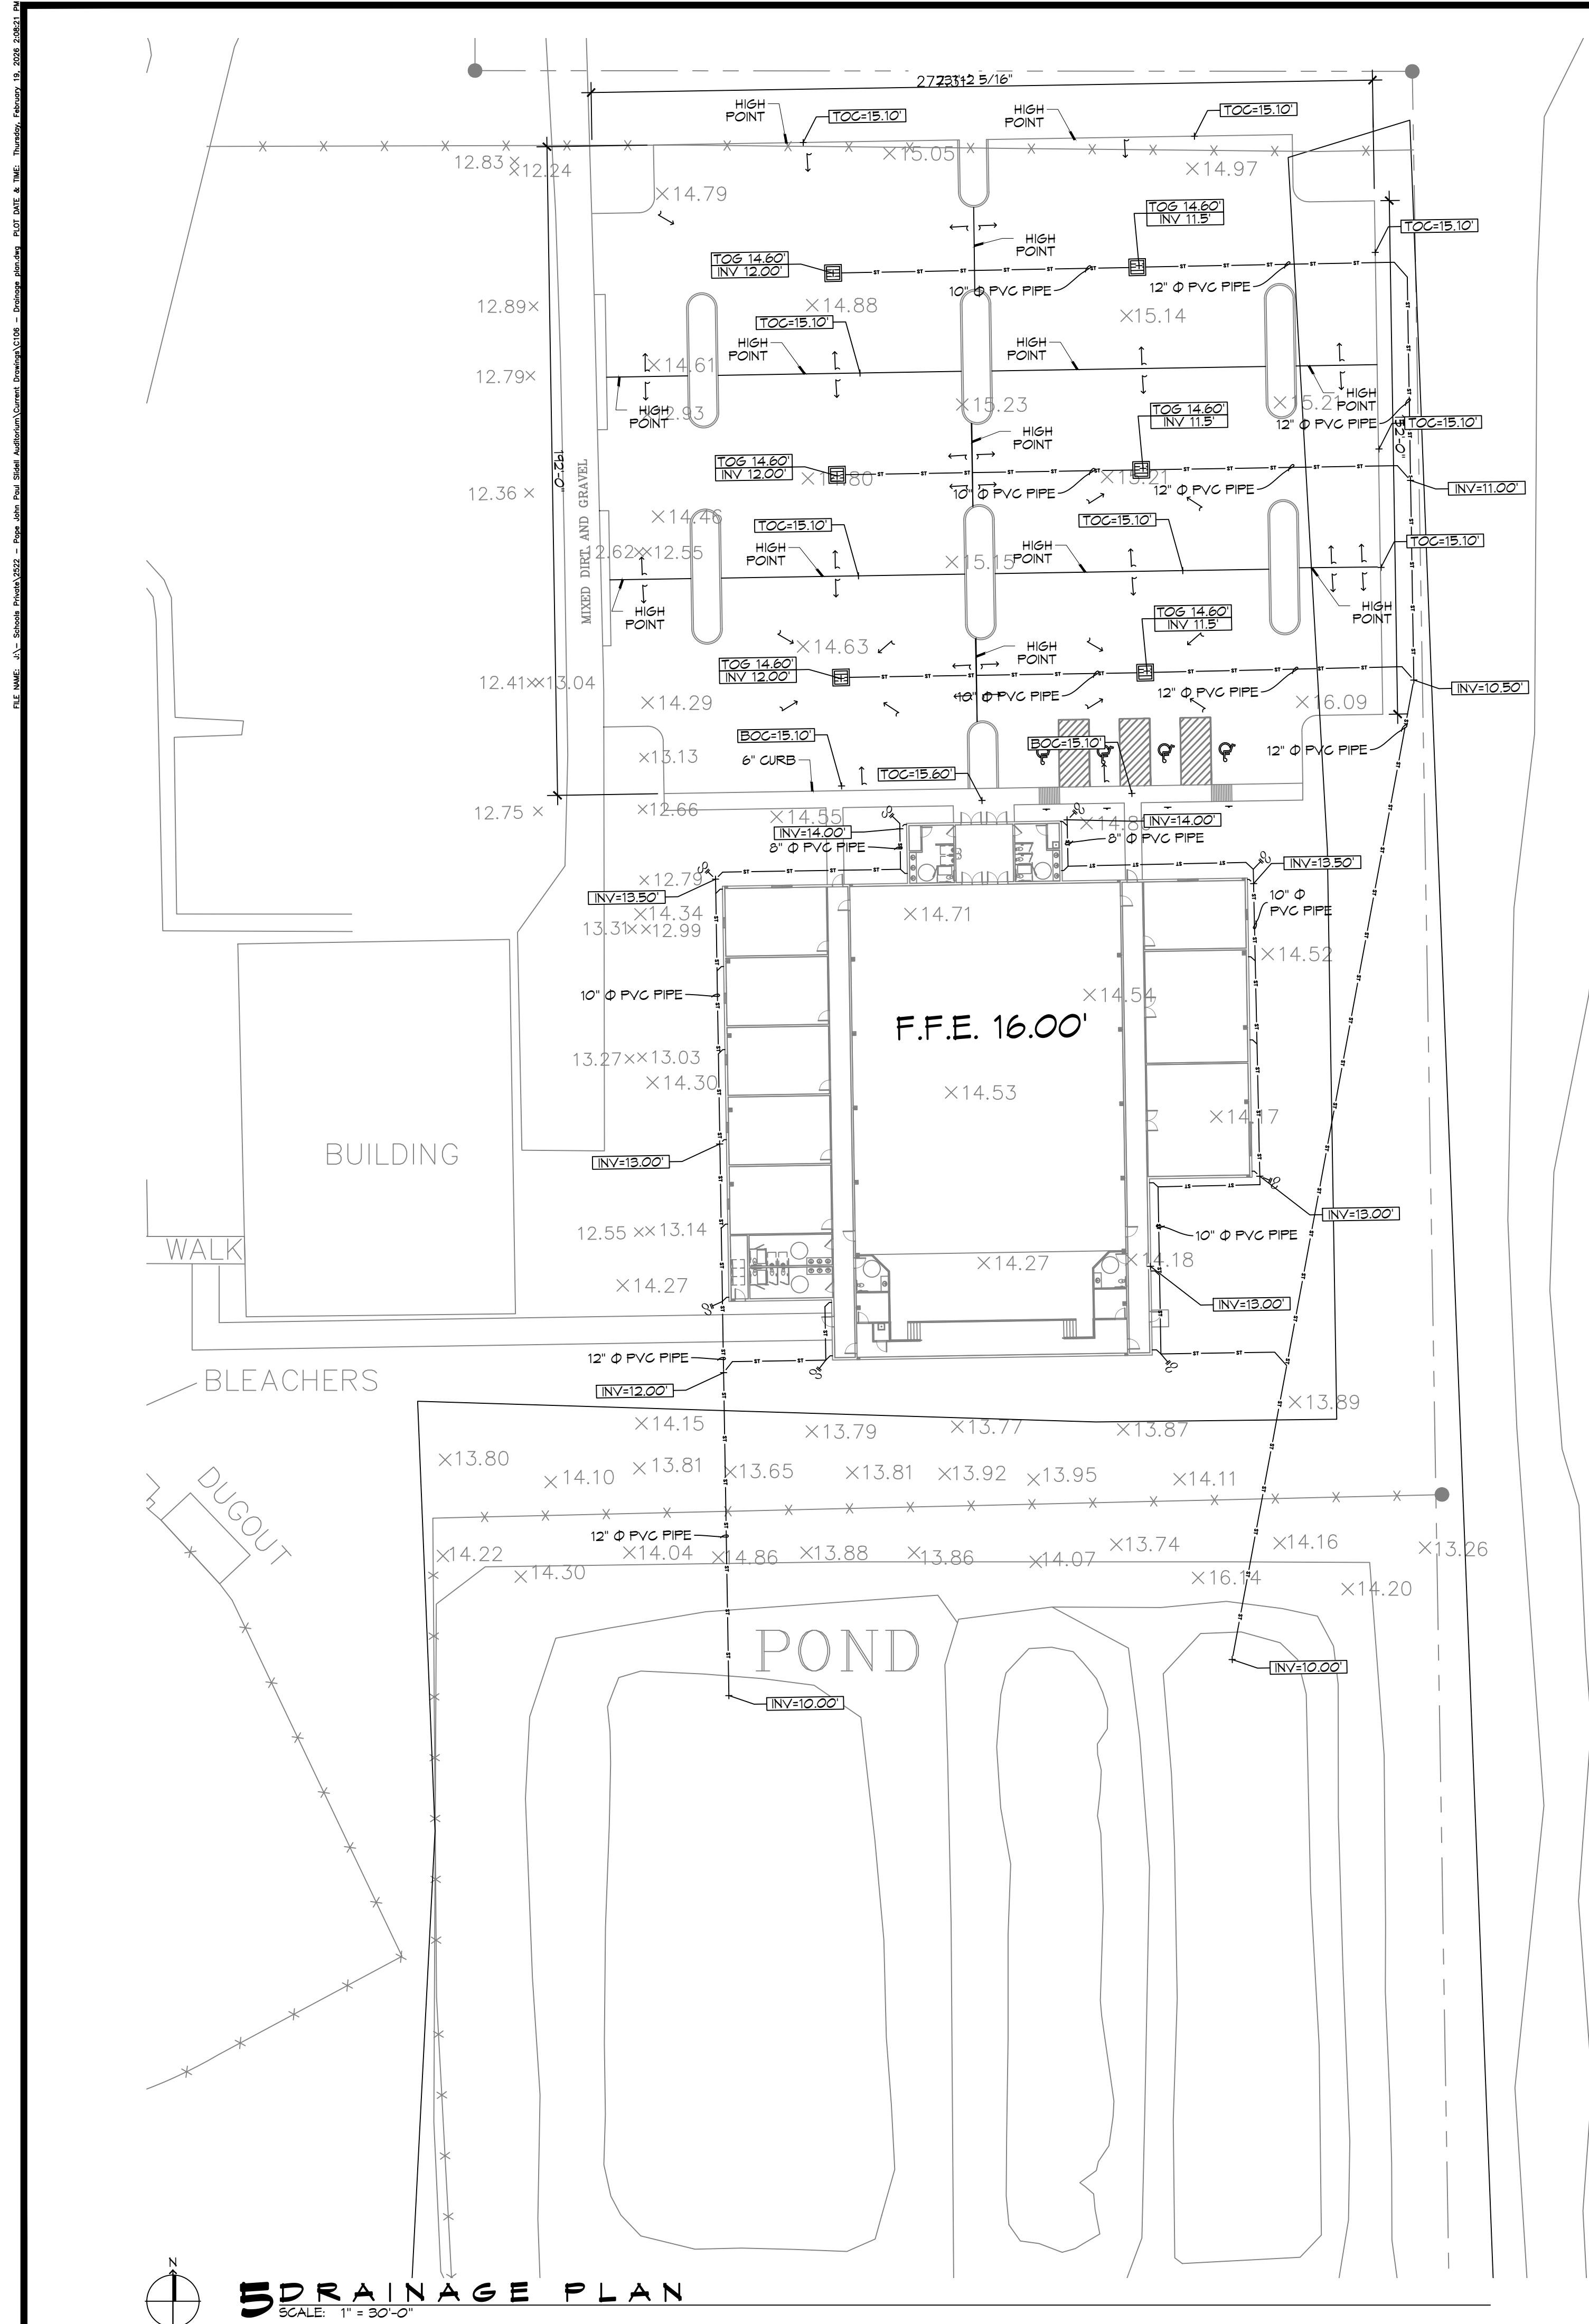 FILE NAME: J:\- Schools Private\2522 - Pope John Paul Slidell Auditorium\Current Drawings\C106 - Drainage plan.dwg PLOT DATE & TIME: Thursday, February 19, 2026 2:08:21 PM
HIGH POINT
TOC=15.10'
HIGH POINT
TOC=15.10'
12.83
12.24
15.05
14.97
14.79
TOG 14.60'
INV 11.5'
TOC=15.10'
HIGH POINT
TOG 14.60'
INV 12.00'
10" Φ PVC PIPE
12" Φ PVC PIPE
12.89
14.88
15.14
TOC=15.10'
HIGH POINT
HIGH POINT
14.61
12.79
HIGH POINT
15.23
15.21
HIGH POINT
TOG 14.60'
INV 11.5'
12" Φ PVC PIPE
TOC=15.10'
HIGH POINT
192'-0"
MIXED DIRT AND GRAVEL
TOG 14.60'
INV 12.00'
12.36
10" Φ PVC PIPE
12" Φ PVC PIPE
INV=11.00'
14.46
TOC=15.10'
TOC=15.10'
12.62
12.55
HIGH POINT
15.15
HIGH POINT
TOC=15.10'
HIGH POINT
HIGH POINT
TOG 14.60'
INV 11.5'
14.63
HIGH POINT
TOG 14.60'
INV 12.00'
12.41
13.04
10" Φ PVC PIPE
12" Φ PVC PIPE
INV=10.50'
14.29
16.09
BOC=15.10'
BOC=15.10'
12" Φ PVC PIPE
13.13
6" CURB
TOC=15.60'
12.75
12.66
14.55
INV=14.00'
INV=14.00'
8" Φ PVC PIPE
8" Φ PVC PIPE
INV=13.50'
12.79
INV=13.50'
10" Φ
PVC PIPE
14.34
14.71
13.31
12.99
14.52
10" Φ PVC PIPE
14.54
F.F.E. 16.00'
13.27
13.03
14.30
14.53
14.17
BUILDING
INV=13.00'
INV=13.00'
12.55
13.14
10" Φ PVC PIPE
WALK
14.27
14.18
14.27
INV=13.00'
12" Φ PVC PIPE
INV=12.00'
BLEACHERS
13.89
14.15
13.79
13.77
13.87
13.80
14.10
13.81
13.65
13.81
13.92
13.95
14.11
DUGOUT
12" Φ PVC PIPE
14.22
14.04
14.86
13.88
13.86
14.07
13.74
14.16
13.26
14.30
16.14
14.20
POND
INV=10.00'
INV=10.00'
N
5 DRAINAGE PLAN
SCALE: 1" = 30'-0"